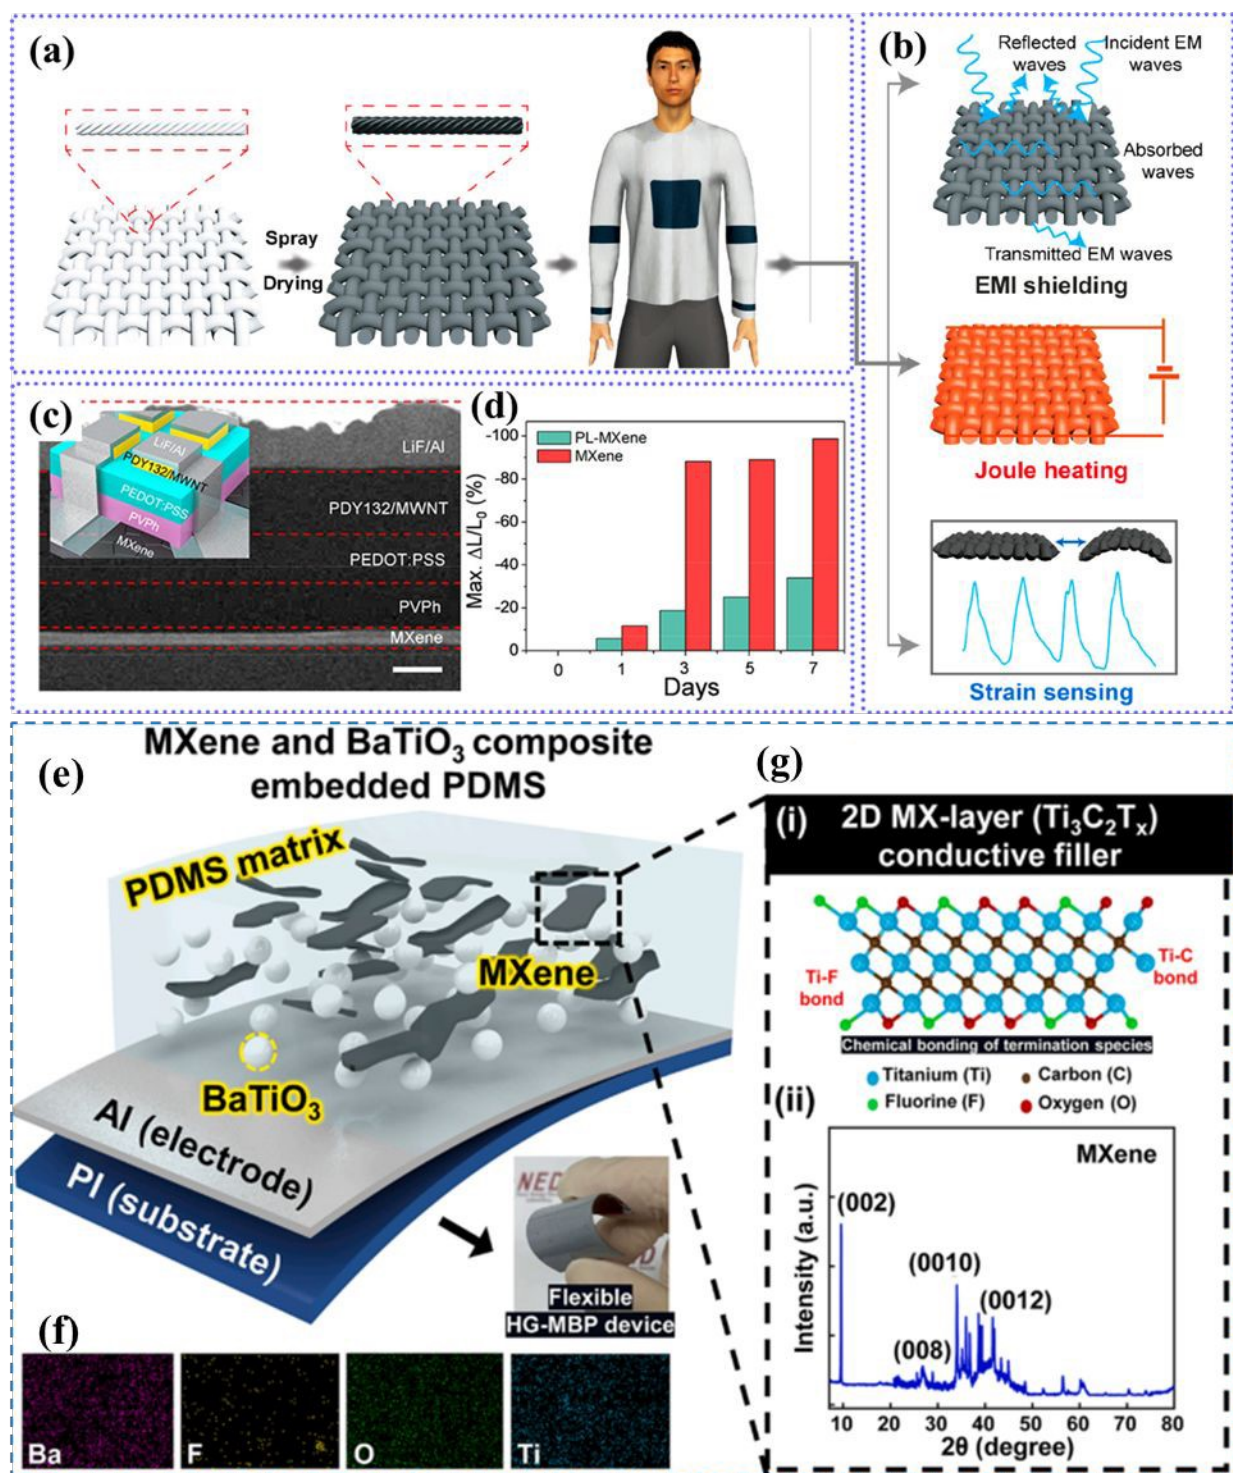 (a)
Spray
Drying
(b)
Reflected
waves
Incident EM
waves
Absorbed
waves
Transmitted EM waves
EMI shielding
Joule heating
Strain sensing
(c)
LiF/Al
PDY132/MWNT
PEDOT:PSS
PVPh
MXene
LiF/Al
PDY132/MWNT
PEDOT:PSS
PVPh
MXene
(d)
PL-MXene
MXene
Max. ΔL/L₀ (%)
-100
-80
-60
-40
-20
0
0 1 3 5 7
Days
(e)
MXene and BaTiO₃ composite
embedded PDMS
PDMS matrix
MXene
BaTiO₃
Al (electrode)
PI (substrate)
NED
D
Flexible
HG-MBP device
(f)
Ba
F
O
Ti
(g)
(i)
2D MX-layer (Ti₃C₂Tₓ)
conductive filler
Ti-F
bond
Ti-C
bond
Chemical bonding of termination species
Titanium (Ti)
Carbon (C)
Fluorine (F)
Oxygen (O)
(ii)
MXene
(002)
(0010)
(0012)
(008)
Intensity (a.u.)
10 20 30 40 50 60 70 80
2θ (degree)